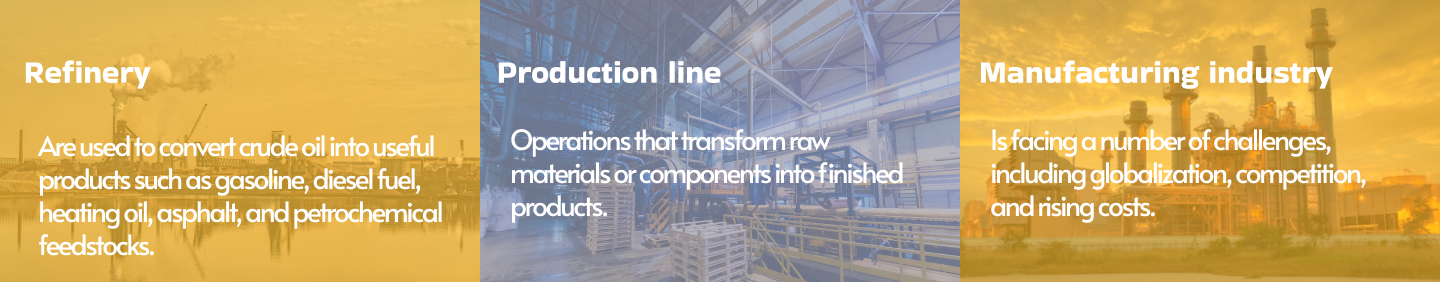 Refinery
Are used to convert crude oil into useful
products such as gasoline, diesel fuel,
heating oil, asphalt, and petrochemical
feedstocks.
Production line
Operations that transform raw
materials or components into finished
products.
Manufacturing industry
Is facing a number of challenges,
including globalization, competition,
and rising costs.